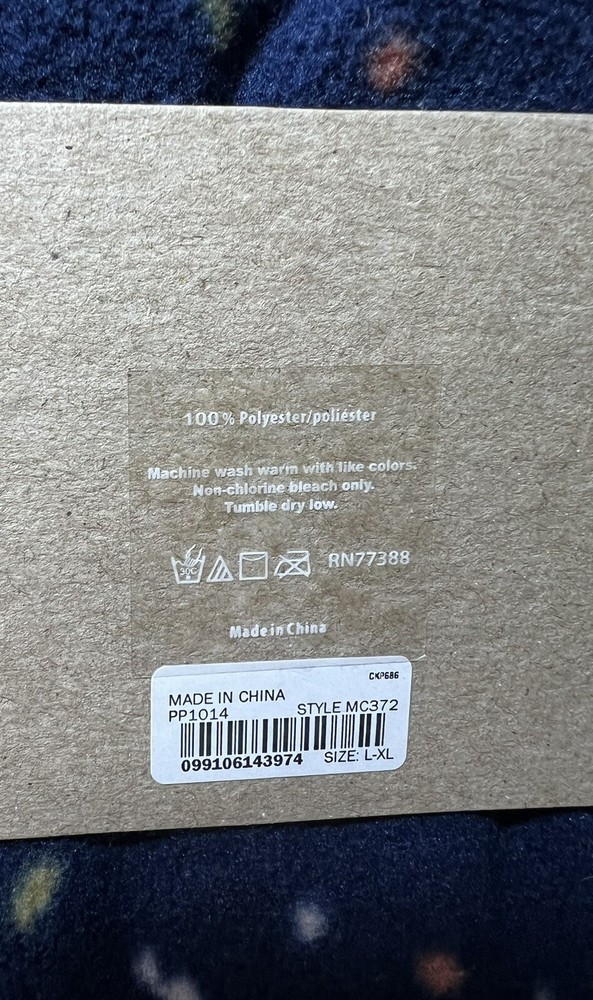 100% Polyester/poliéster
Machine wash warm with like colors.
Non-chlorine bleach only.
Tumble dry low.
30C
RN77388
Made in China
CKP686
MADE IN CHINA
PP1014 STYLE MC372
099106143974 SIZE: L-XL